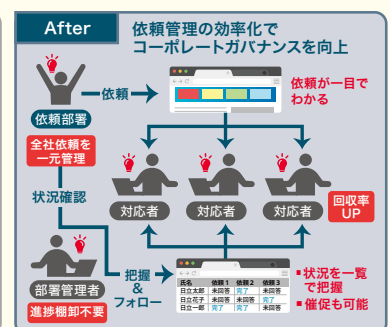 After
依頼管理の効率化で
コーポレートガバナンスを向上
依頼
依頼が一目で
わかる
依頼部署
全社依頼を
一元管理
状況確認
対応者
対応者
対応者
回収率
UP
部署管理者
進捗棚卸不要
把握
&
フォロー
氏名 依頼1 依頼2 依頼3
日立太郎 未回答 完了 未回答
日立花子 未回答 未回答 完了
日立一郎 完了 完了 未回答
▪状況を一覧
で把握
▪催促も可能